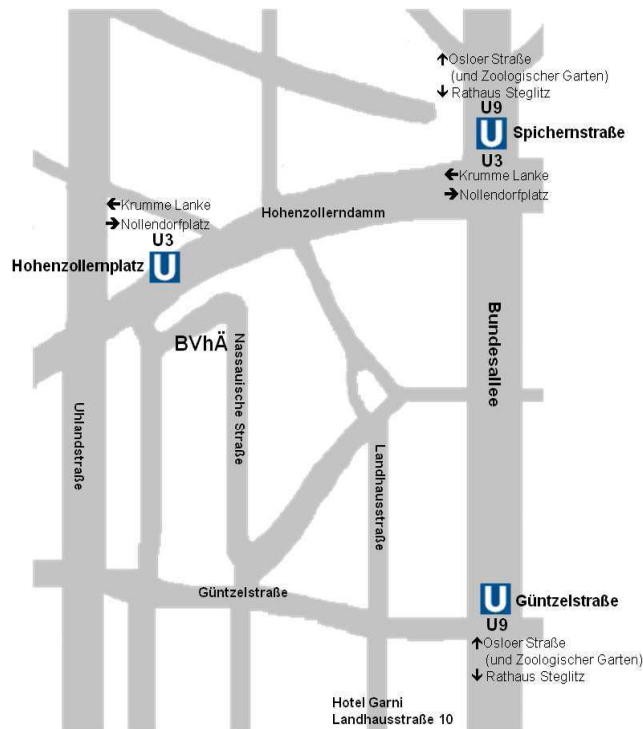 ↑Osloer Straße
(und Zoologischer Garten)
↓ Rathaus Steglitz
U9
U Spichernstraße
U3
←Krumme Lanke
→Nollendorfplatz
←Krumme Lanke
→Nollendorfplatz
U3
Hohenzollernplatz U
Hohenzollerndamm
BVhÄ
Nassauische Straße
Uhlandstraße
Bundesallee
Landhausstraße
Güntzelstraße
U Güntzelstraße
U9
↑Osloer Straße
(und Zoologischer Garten)
↓ Rathaus Steglitz
Hotel Garni
Landhausstraße 10